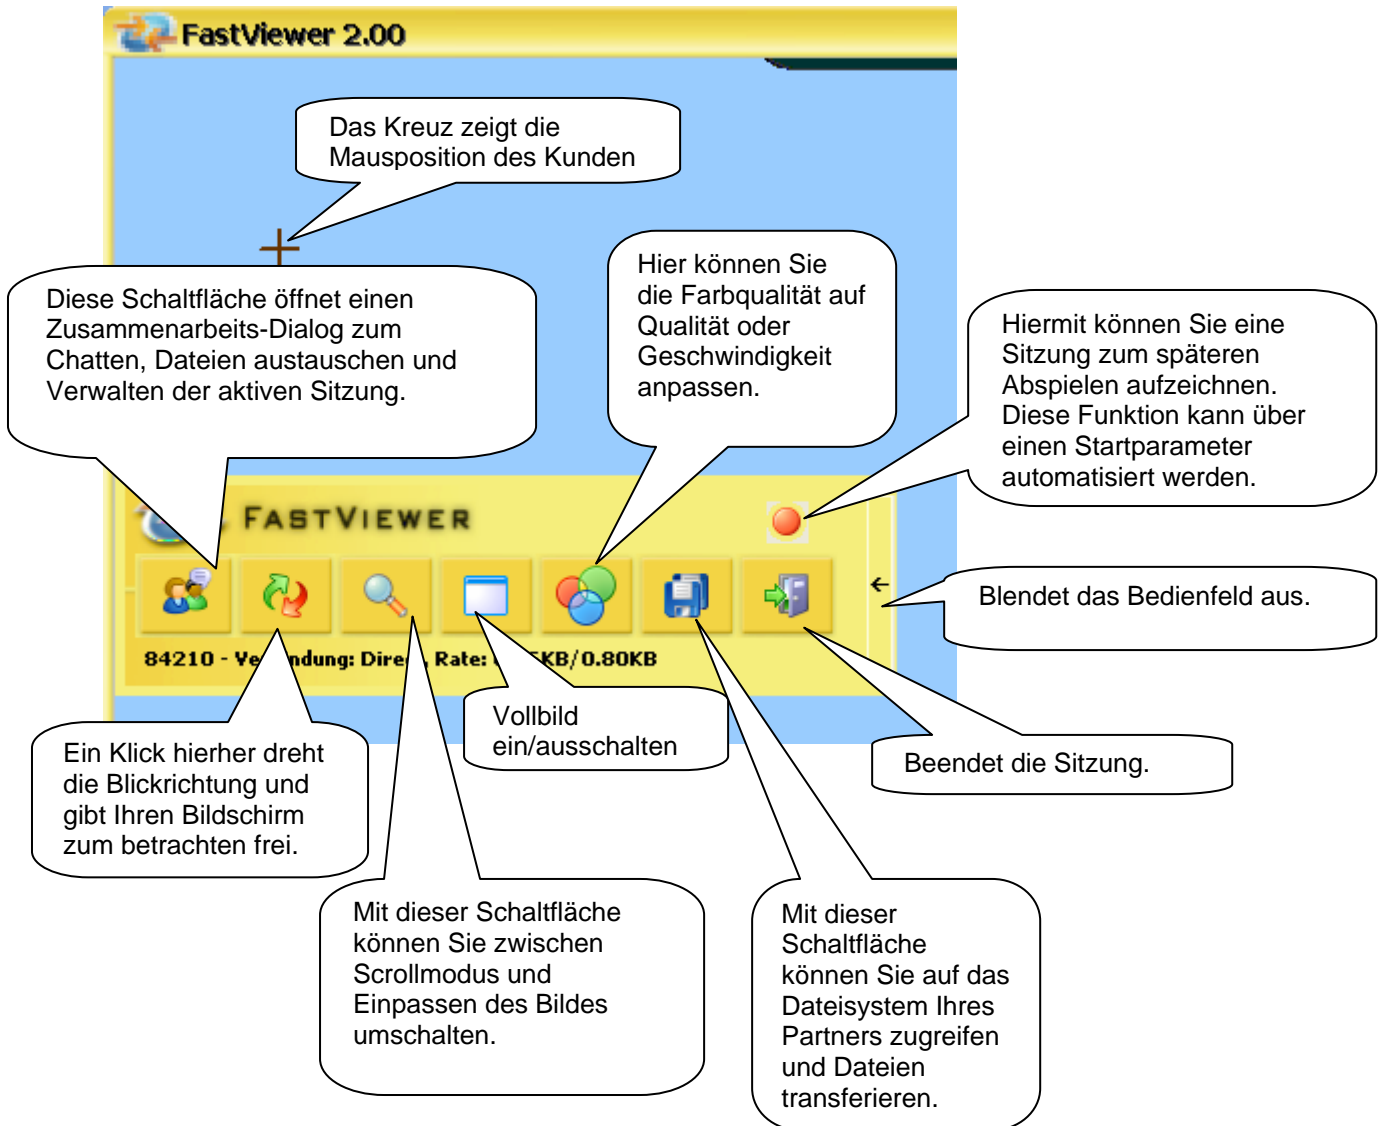 FastViewer 2.00
Das Kreuz zeigt die
Mausposition des Kunden
Diese Schaltfläche öffnet einen
Zusammenarbeits-Dialog zum
Chatten, Dateien austauschen und
Verwalten der aktiven Sitzung.
Hier können Sie
die Farbqualität auf
Qualität oder
Geschwindigkeit
anpassen.
Hiermit können Sie eine
Sitzung zum späteren
Abspielen aufzeichnen.
Diese Funktion kann über
einen Startparameter
automatisiert werden.
FASTVIEWER
Blendet das Bedienfeld aus.
84210 - Rate: KB/0.80KB
Vollbild
ein/ausschalten
Beendet die Sitzung.
Ein Klick hierher dreht
die Blickrichtung und
gibt Ihren Bildschirm
zum betrachten frei.
Mit dieser Schaltfläche
können Sie zwischen
Scrollmodus und
Einpassen des Bildes
umschalten.
Mit dieser
Schaltfläche
können Sie auf das
Dateisystem Ihres
Partners zugreifen
und Dateien
transferieren.